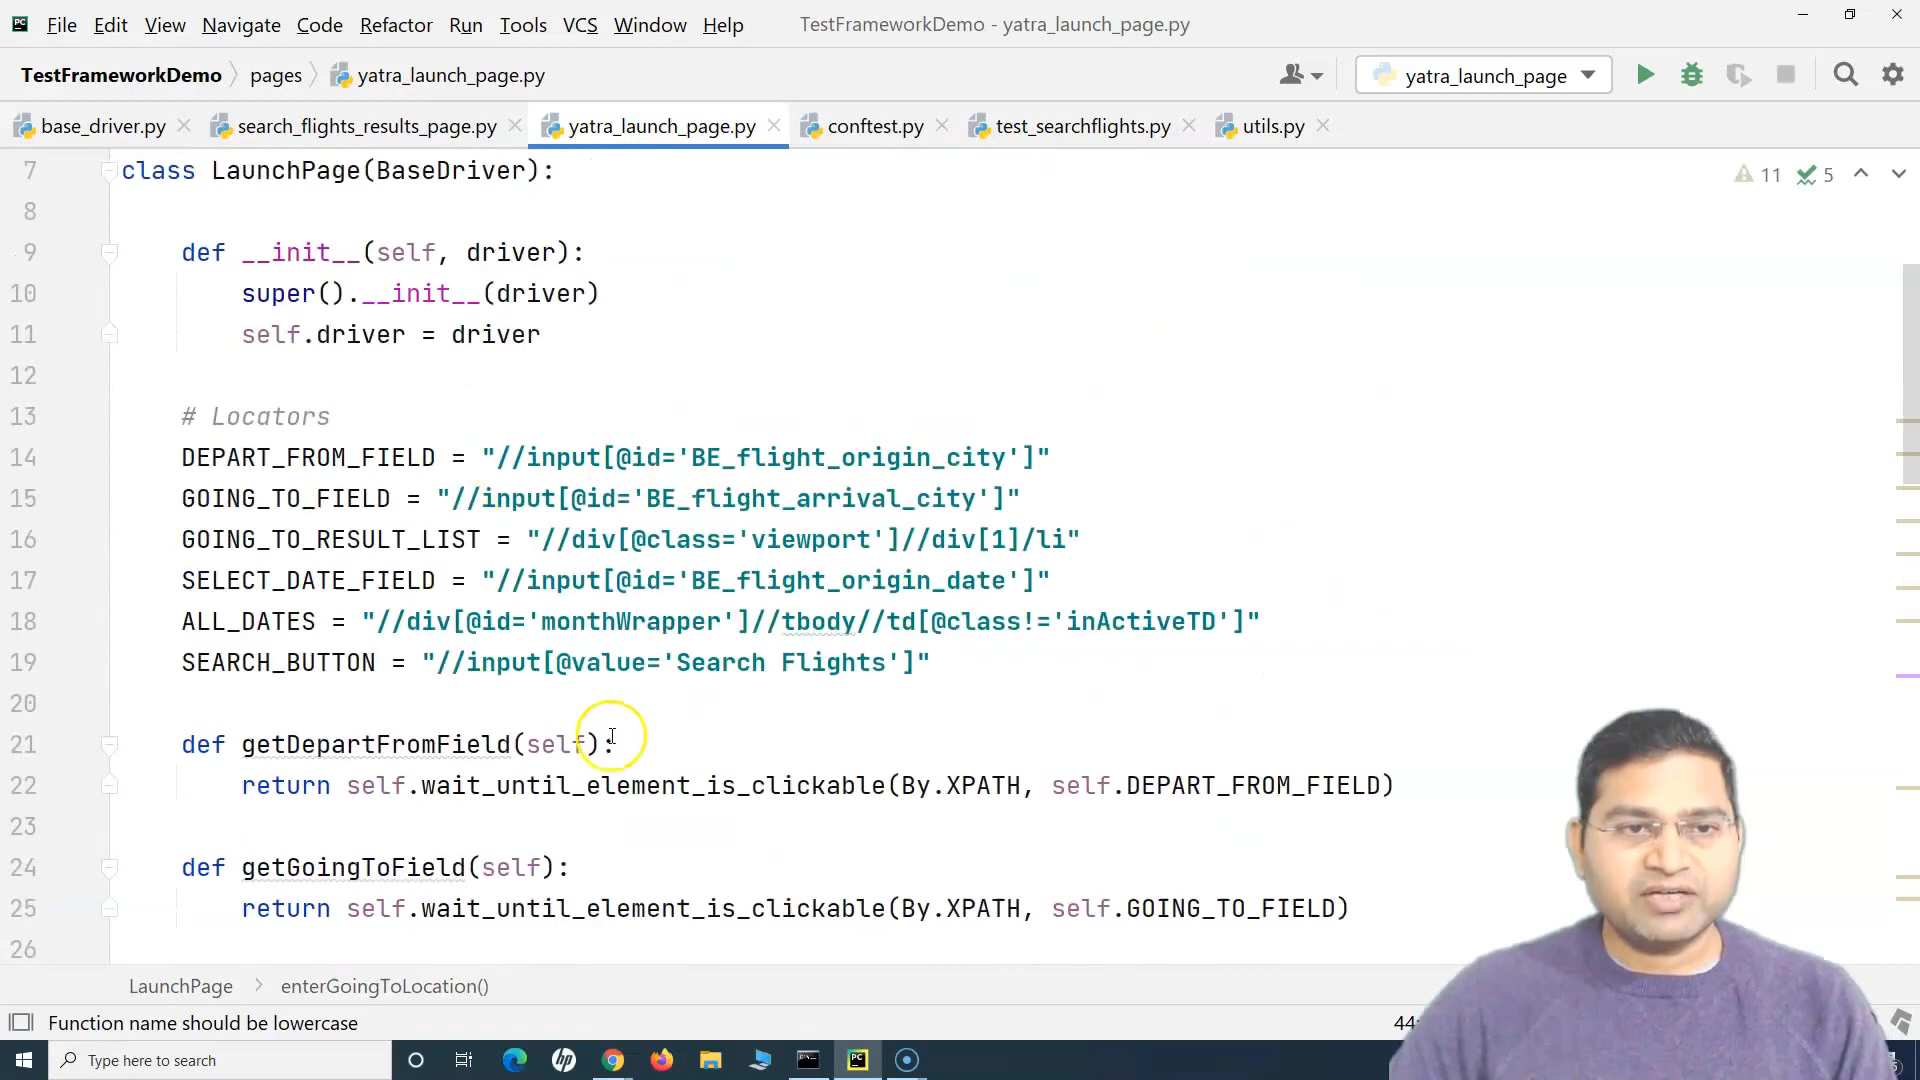 File Edit View Navigate Code Refactor Run Tools VCS Window Help TestFrameworkDemo - yatra_launch_page.py
TestFrameworkDemo pages yatra_launch_page.py yatra_launch_page
base_driver.py search_flights_results_page.py yatra_launch_page.py conftest.py test_searchflights.py utils.py
7 class LaunchPage(BaseDriver): 11 5
8
9 def __init__(self, driver):
10 super().__init__(driver)
11 self.driver = driver
12
13 # Locators
14 DEPART_FROM_FIELD = "//input[@id='BE_flight_origin_city']"
15 GOING_TO_FIELD = "//input[@id='BE_flight_arrival_city']"
16 GOING_TO_RESULT_LIST = "//div[@class='viewport']//div[1]/li"
17 SELECT_DATE_FIELD = "//input[@id='BE_flight_origin_date']"
18 ALL_DATES = "//div[@id='monthWrapper']//tbody//td[@class!='inActiveTD']"
19 SEARCH_BUTTON = "//input[@value='Search Flights']"
20
21 def getDepartFromField(self):
22 return self.wait_until_element_is_clickable(By.XPATH, self.DEPART_FROM_FIELD)
23
24 def getGoingToField(self):
25 return self.wait_until_element_is_clickable(By.XPATH, self.GOING_TO_FIELD)
26
LaunchPage enterGoingToLocation()
Function name should be lowercase 44:
PC
Type here to search hp PC